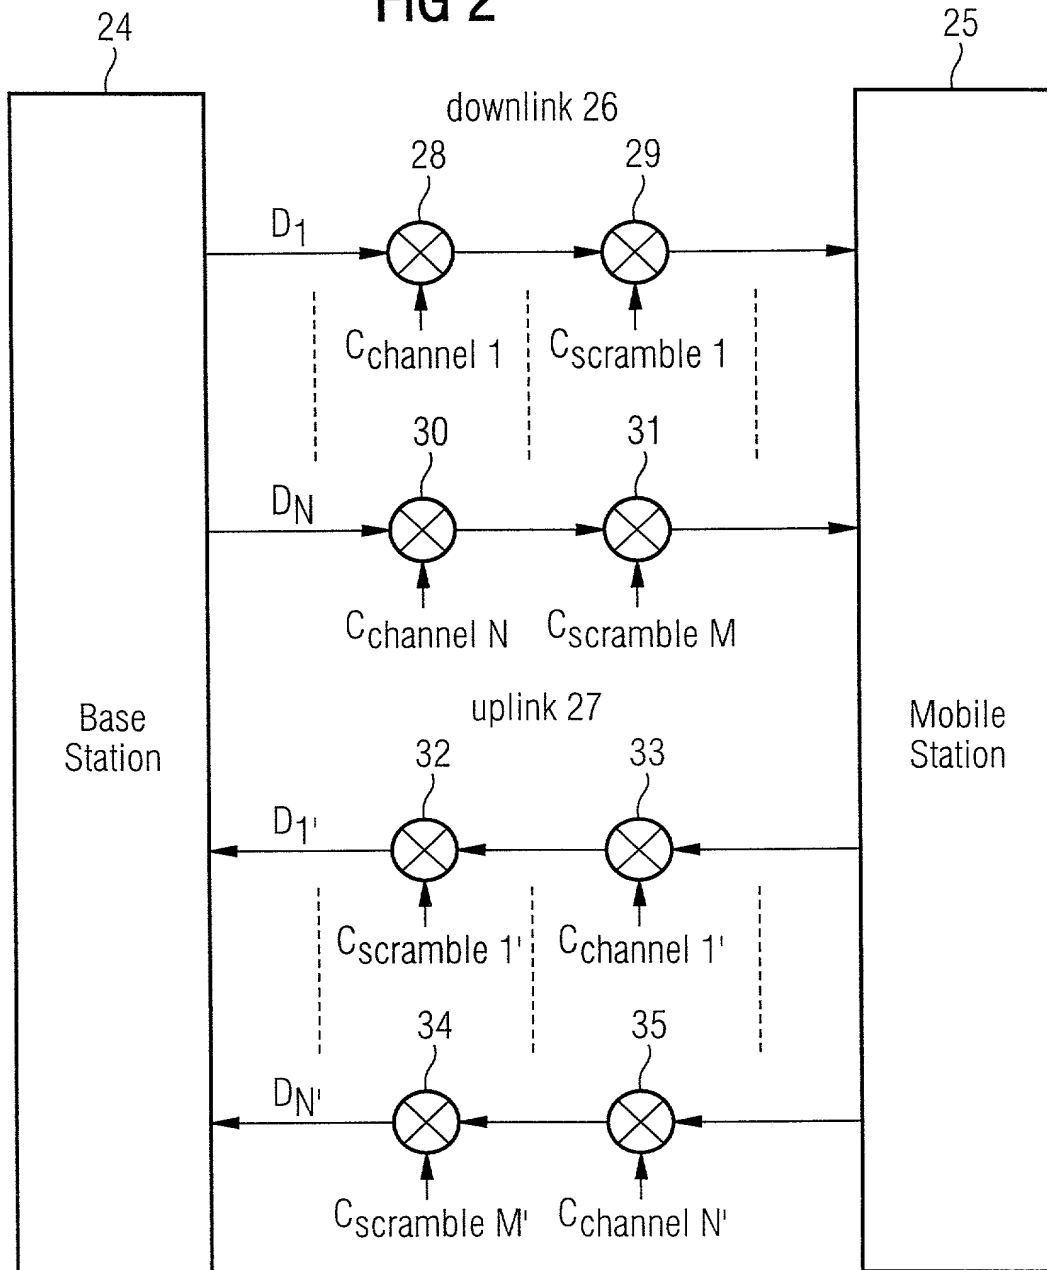 FIG 2
24
25
downlink 26
28
29
D1
Cchannel 1
Cscramble 1
30
31
DN
Cchannel N
Cscramble M
uplink 27
Base
Station
Mobile
Station
32
33
D1'
Cscramble 1'
Cchannel 1'
34
35
DN'
Cscramble M'
Cchannel N'